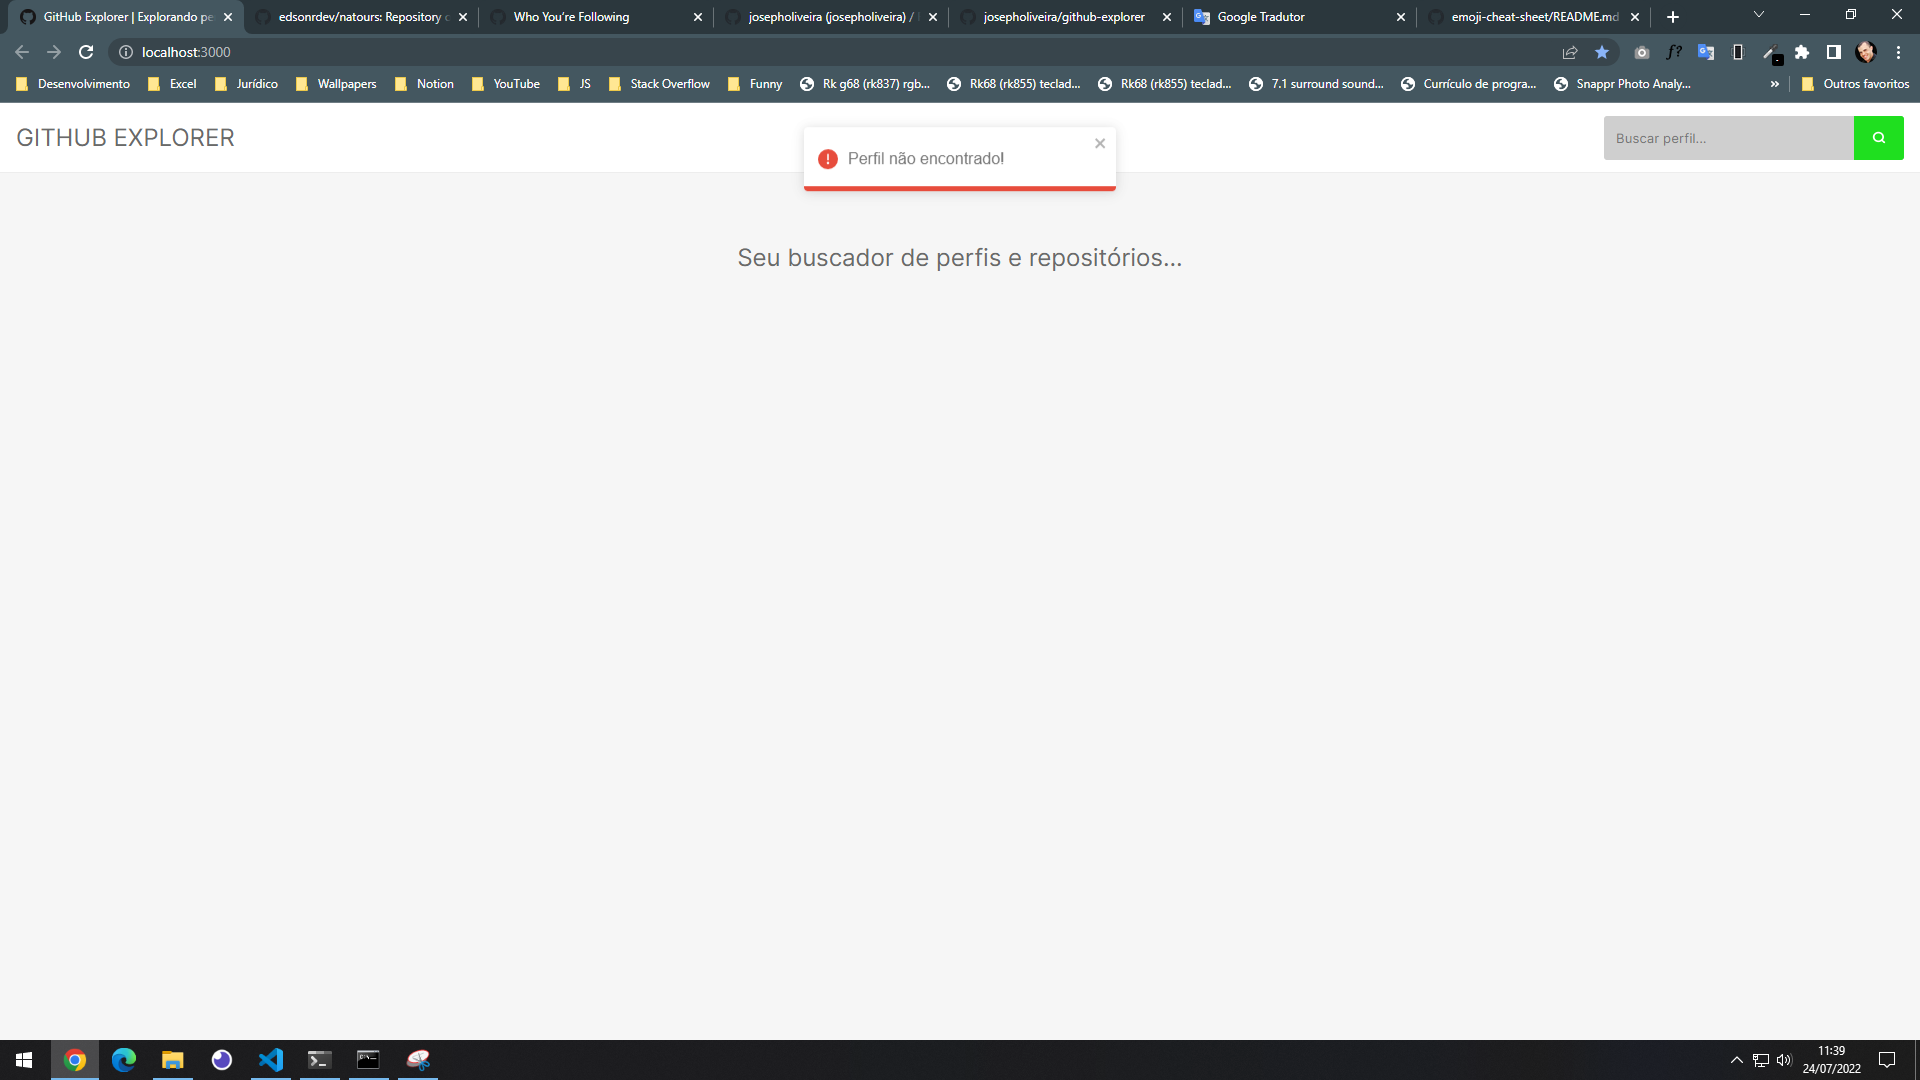 GitHub Explorer | Explorando pe
edsonrdev/natours: Repository c
Who You're Following
josepholiveira (josepholiveira) /
josepholiveira/github-explorer
Google Tradutor
emoji-cheat-sheet/README.md
localhost:3000
f?
Desenvolvimento
Excel
Jurídico
Wallpapers
Notion
YouTube
JS
Stack Overflow
Funny
Rk g68 (rk837) rgb...
Rk68 (rk855) teclad...
Rk68 (rk855) teclad...
7.1 surround sound...
Currículo de progra...
Snappr Photo Analy...
»
Outros favoritos
GITHUB EXPLORER
Perfil não encontrado!
Buscar perfil...
Seu buscador de perfis e repositórios...
11:39
24/07/2022